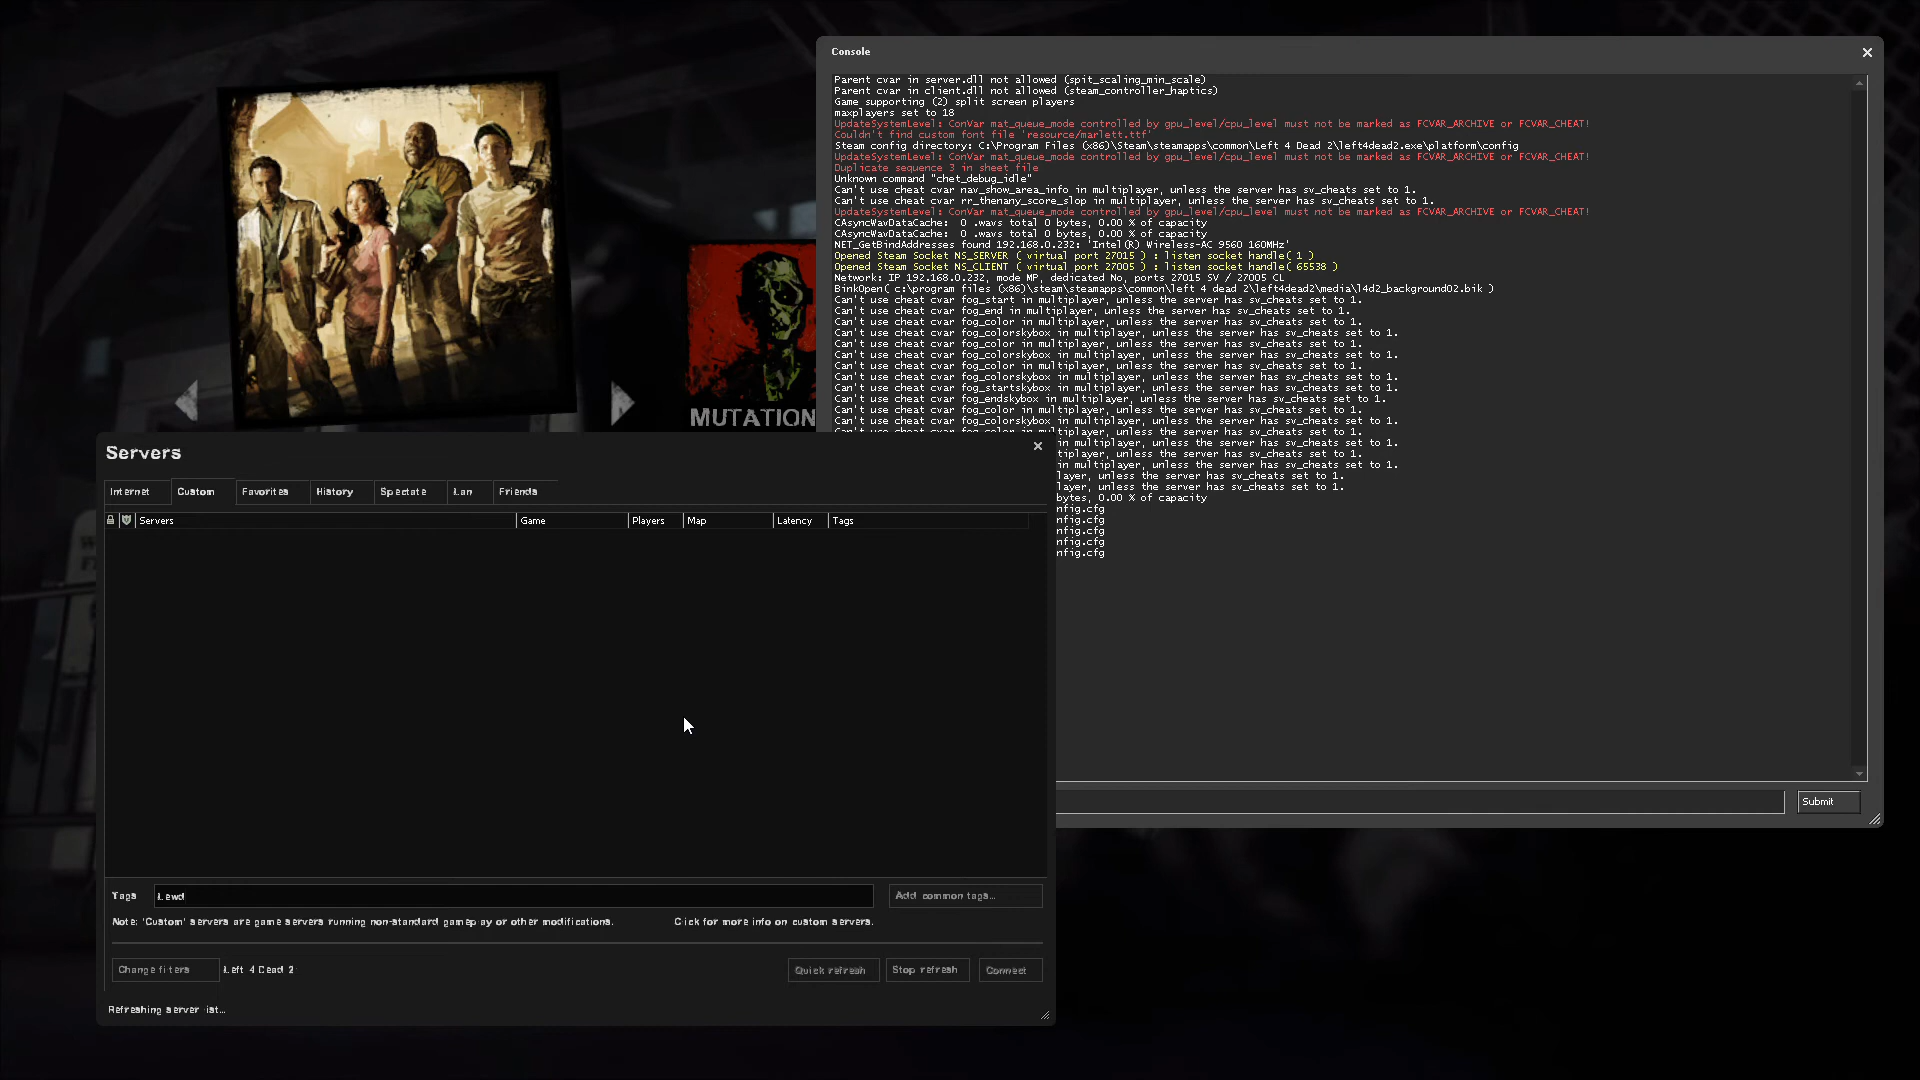 Console
Parent cvar in server.dll not allowed (spit_scaling_min_scale)
Parent cvar in client.dll not allowed (steam_controller_haptics)
Game supporting (2) split screen players
maxplayers set to 18
UpdateSystemLevel: ConVar mat_queue_mode controlled by gpu_level/cpu_level must not be marked as FCVAR_ARCHIVE or FCVAR_CHEAT!
Couldn't find custom font file 'resource/marlett.ttf'
Steam config directory: C:\Program Files (x86)\Steam\steamapps\common\Left 4 Dead 2\left4dead2.exe\platform\config
UpdateSystemLevel: ConVar mat_queue_mode controlled by gpu_level/cpu_level must not be marked as FCVAR_ARCHIVE or FCVAR_CHEAT!
Duplicate sequence 3 in sheet file
Unknown command "chet_debug_idle"
Can't use cheat cvar nav_show_area_info in multiplayer, unless the server has sv_cheats set to 1.
Can't use cheat cvar rr_thenany_score_slop in multiplayer, unless the server has sv_cheats set to 1.
UpdateSystemLevel: ConVar mat_queue_mode controlled by gpu_level/cpu_level must not be marked as FCVAR_ARCHIVE or FCVAR_CHEAT!
CAsyncWavDataCache:  0 .wavs total 0 bytes, 0.00 % of capacity
CAsyncWavDataCache:  0 .wavs total 0 bytes, 0.00 % of capacity
NET_GetBindAddresses found 192.168.0.232: 'Intel(R) Wireless-AC 9560 160MHz'
Opened Steam Socket NS_SERVER ( virtual port 27015 ) : listen socket handle( 1 )
Opened Steam Socket NS_CLIENT ( virtual port 27005 ) : listen socket handle( 65538 )
Network: IP 192.168.0.232, mode MP, dedicated No, ports 27015 SV / 27005 CL
BinkOpen( c:\program files (x86)\steam\steamapps\common\left 4 dead 2\left4dead2\media\l4d2_background02.bik )
Can't use cheat cvar fog_start in multiplayer, unless the server has sv_cheats set to 1.
Can't use cheat cvar fog_end in multiplayer, unless the server has sv_cheats set to 1.
Can't use cheat cvar fog_color in multiplayer, unless the server has sv_cheats set to 1.
Can't use cheat cvar fog_colorskybox in multiplayer, unless the server has sv_cheats set to 1.
Can't use cheat cvar fog_color in multiplayer, unless the server has sv_cheats set to 1.
Can't use cheat cvar fog_colorskybox in multiplayer, unless the server has sv_cheats set to 1.
Can't use cheat cvar fog_color in multiplayer, unless the server has sv_cheats set to 1.
Can't use cheat cvar fog_colorskybox in multiplayer, unless the server has sv_cheats set to 1.
Can't use cheat cvar fog_startskybox in multiplayer, unless the server has sv_cheats set to 1.
Can't use cheat cvar fog_endskybox in multiplayer, unless the server has sv_cheats set to 1.
Can't use cheat cvar fog_color in multiplayer, unless the server has sv_cheats set to 1.
Can't use cheat cvar fog_colorskybox in multiplayer, unless the server has sv_cheats set to 1.
Can't use cheat cvar fog_color in multiplayer, unless the server has sv_cheats set to 1.
in multiplayer, unless the server has sv_cheats set to 1.
tiplayer, unless the server has sv_cheats set to 1.
in multiplayer, unless the server has sv_cheats set to 1.
layer, unless the server has sv_cheats set to 1.
ayer, unless the server has sv_cheats set to 1.
bytes, 0.00 % of capacity
nfig.cfg
nfig.cfg
nfig.cfg
nfig.cfg
nfig.cfg
Submit
MUTATION
Servers
Internet Custom Favorites History Spectate Lan Friends
Servers Game Players Map Latency Tags
Tags Lewd Add common tags...
Note: 'Custom' servers are game servers running non-standard gameplay or other modifications. Click for more info on custom servers.
Change filters Left 4 Dead 2 Quick refresh Stop refresh Connect
Refreshing server list...